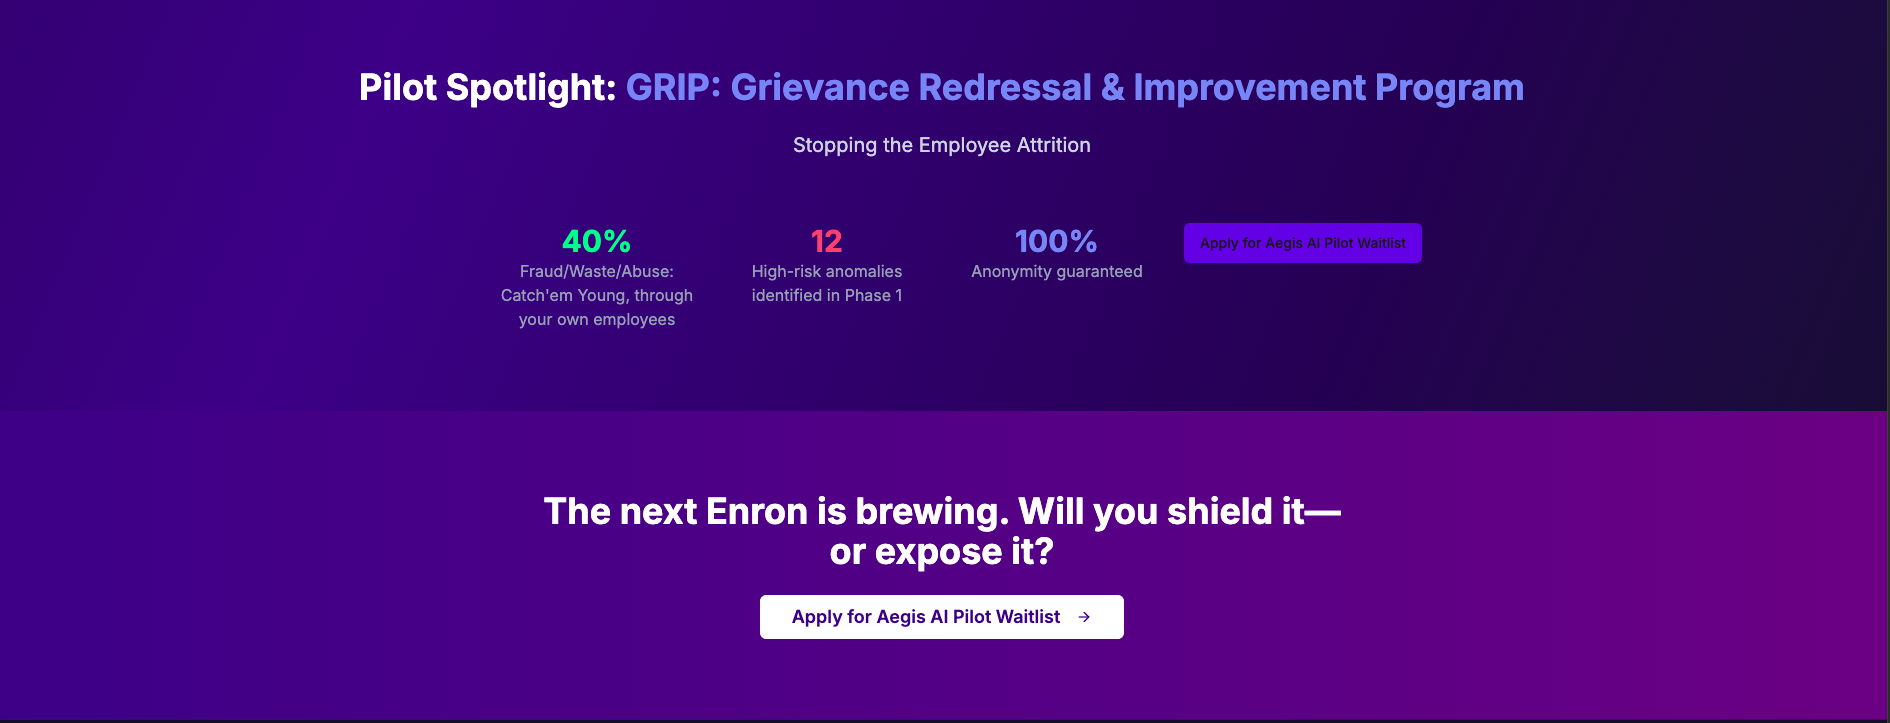 Pilot Spotlight: GRIP: Grievance Redressal & Improvement Program
Stopping the Employee Attrition
40%
Fraud/Waste/Abuse:
Catch'em Young, through
your own employees
12
High-risk anomalies
identified in Phase 1
100%
Anonymity guaranteed
Apply for Aegis AI Pilot Waitlist
The next Enron is brewing. Will you shield it—
or expose it?
Apply for Aegis AI Pilot Waitlist →